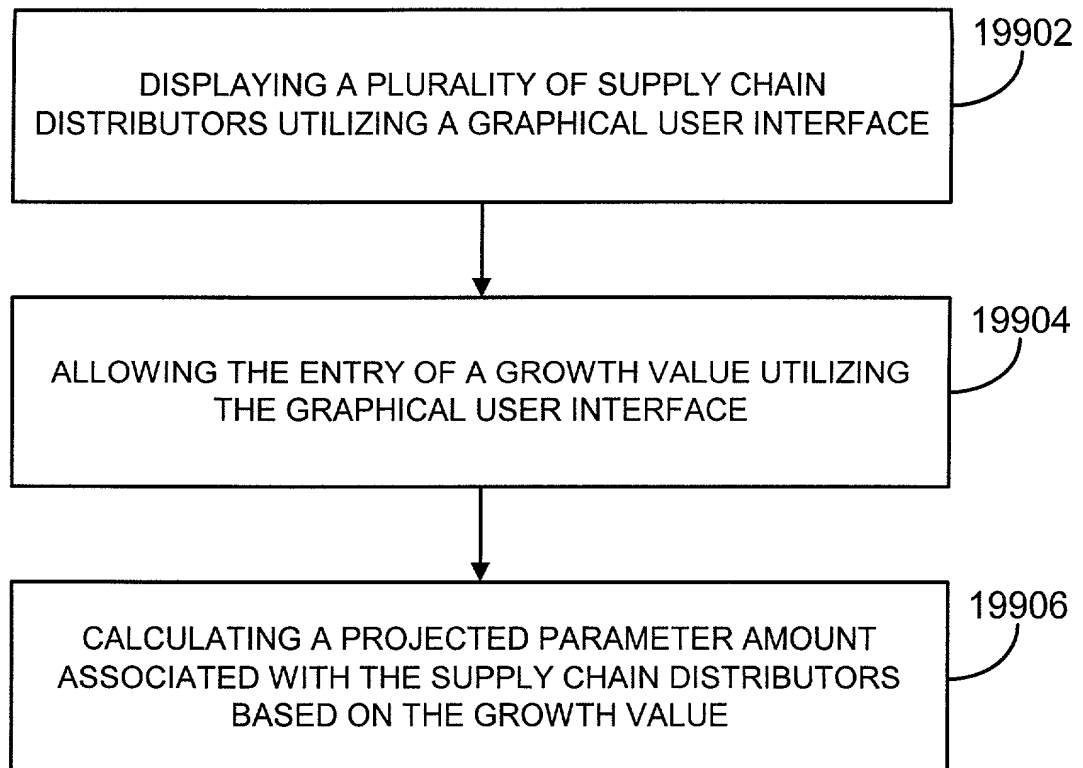 19902
DISPLAYING A PLURALITY OF SUPPLY CHAIN
DISTRIBUTORS UTILIZING A GRAPHICAL USER INTERFACE
19904
ALLOWING THE ENTRY OF A GROWTH VALUE UTILIZING
THE GRAPHICAL USER INTERFACE
19906
CALCULATING A PROJECTED PARAMETER AMOUNT
ASSOCIATED WITH THE SUPPLY CHAIN DISTRIBUTORS
BASED ON THE GROWTH VALUE